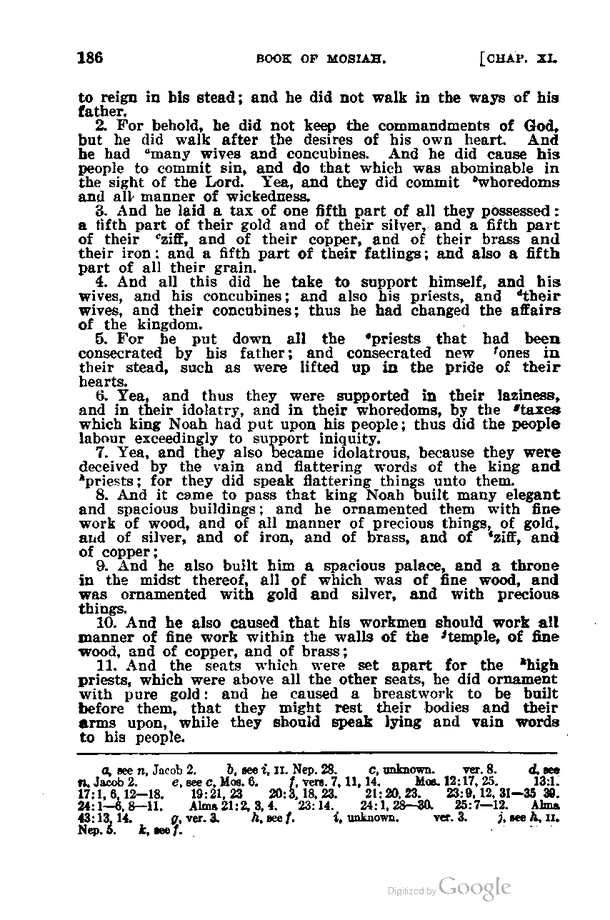 186 BOOK OF MOSIAH. [CHAP. XI.
to reign in his stead; and he did not walk in the ways of his
father.
2. For behold, he did not keep the commandments of God,
but he did walk after the desires of his own heart. And
he had ᵃmany wives and concubines. And he did cause his
people to commit sin, and do that which was abominable in
the sight of the Lord. Yea, and they did commit ᵇwhoredoms
and all manner of wickedness.
3. And he laid a tax of one fifth part of all they possessed:
a fifth part of their gold and of their silver, and a fifth part
of their ᶜziff, and of their copper, and of their brass and
their iron; and a fifth part of their fatlings; and also a fifth
part of all their grain.
4. And all this did he take to support himself, and his
wives, and his concubines; and also his priests, and ᵈtheir
wives, and their concubines; thus he had changed the affairs
of the kingdom.
5. For he put down all the ᵉpriests that had been
consecrated by his father; and consecrated new ᶠones in
their stead, such as were lifted up in the pride of their
hearts.
6. Yea, and thus they were supported in their laziness,
and in their idolatry, and in their whoredoms, by the ᵍtaxes
which king Noah had put upon his people; thus did the people
labour exceedingly to support iniquity.
7. Yea, and they also became idolatrous, because they were
deceived by the vain and flattering words of the king and
ʰpriests; for they did speak flattering things unto them.
8. And it came to pass that king Noah built many elegant
and spacious buildings; and he ornamented them with fine
work of wood, and of all manner of precious things, of gold,
and of silver, and of iron, and of brass, and of ⁱziff, and
of copper;
9. And he also built him a spacious palace, and a throne
in the midst thereof, all of which was of fine wood, and
was ornamented with gold and silver, and with precious
things.
10. And he also caused that his workmen should work all
manner of fine work within the walls of the ʲtemple, of fine
wood, and of copper, and of brass;
11. And the seats which were set apart for the ᵏhigh
priests, which were above all the other seats, he did ornament
with pure gold: and he caused a breastwork to be built
before them, that they might rest their bodies and their
arms upon, while they should speak lying and vain words
to his people.
a, see n, Jacob 2. b, see i, II. Nep. 28. c, unknown. ver. 8. d, see
n, Jacob 2. e, see c, Mos. 6. f, vers. 7, 11, 14. Mos. 12:17, 25. 13:1.
17:1, 6, 12—18. 19:21, 23 20:3, 18, 23. 21:20, 23. 23:9, 12, 31—35 39.
24:1—6, 8—11. Alma 21:2, 3, 4. 23:14. 24:1, 28—30. 25:7—12. Alma
43:13, 14. g, ver. 3. h, see f. i, unknown. ver. 3. j, see h, II.
Nep. 5. k, see f.
Digitized by Google